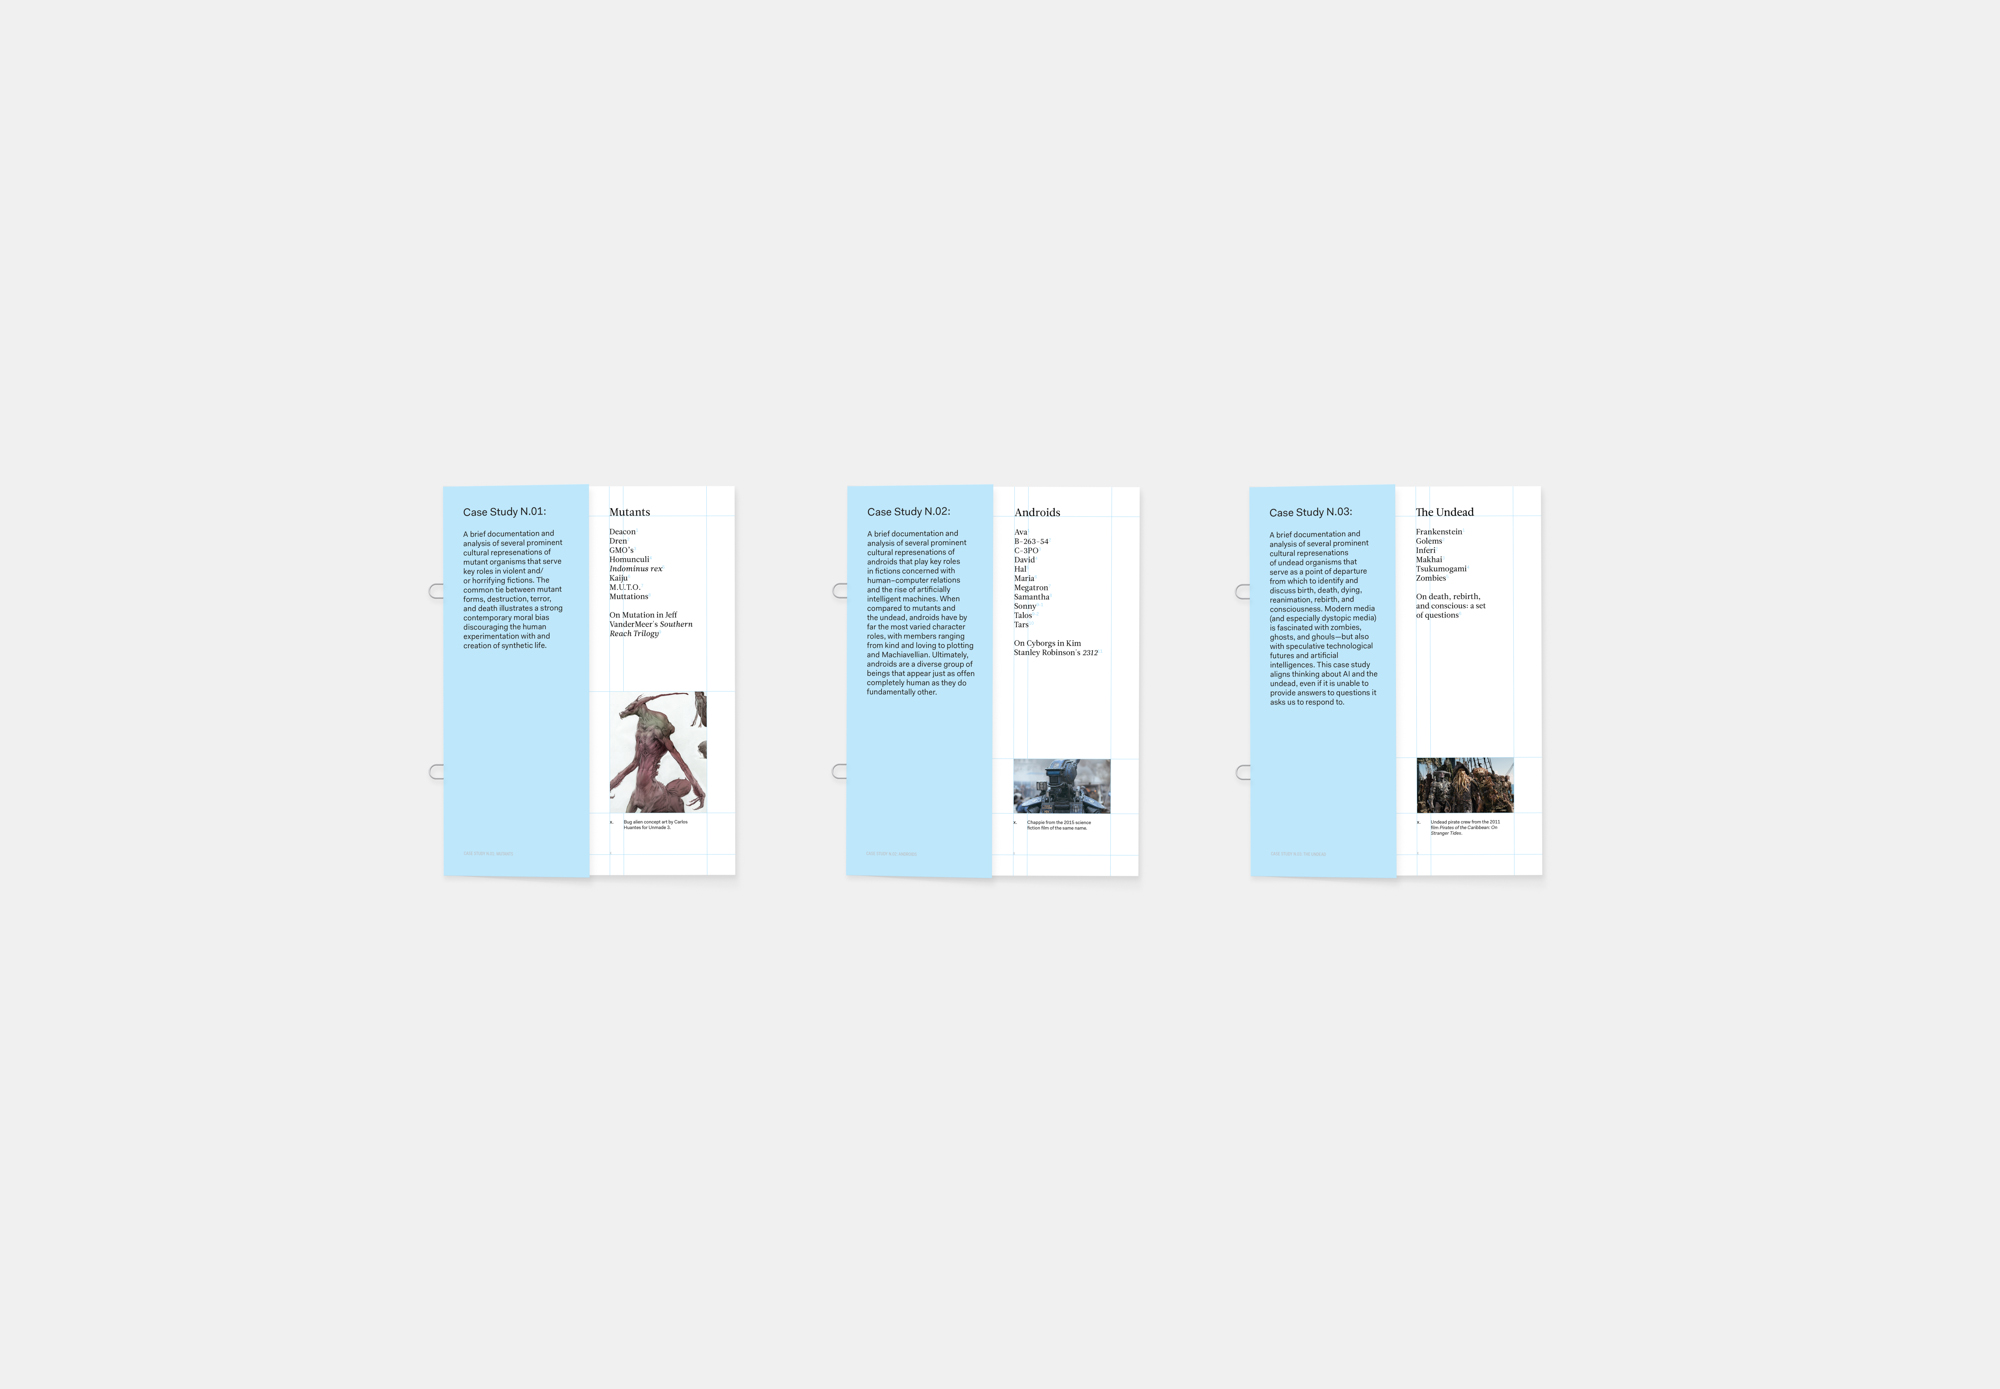 Case Study N.01:
A brief documentation and
analysis of several prominent
cultural represenations of
mutant organisms that serve
key roles in violent and/
or horrifying fictions. The
common tie between mutant
forms, destruction, terror,
and death illustrates a strong
contemporary moral bias
discouraging the human
experimentation with and
creation of synthetic life.
Mutants
Deacon
Dren
GMO's
Homunculi
Indominus rex
Kaiju
M.U.T.O.
Muttations
On Mutation in Jeff
VanderMeer's Southern
Reach Trilogy
Bug alien concept art by Carlos
Huantes for Unmade 3.
Case Study N.02:
A brief documentation and
analysis of several prominent
cultural represenations of
androids that play key roles
in fictions concerned with
human–computer relations
and the rise of artificially
intelligent machines. When
compared to mutants and
the undead, androids have by
far the most varied character
roles, with members ranging
from kind and loving to plotting
and Machiavellian. Ultimately,
androids are a diverse group of
beings that appear just as offen
completely human as they do
fundamentally other.
Androids
Ava
B-263-54
C-3PO
David
Hal
Maria
Megatron
Samantha
Sonny
Talos
Tars
On Cyborgs in Kim
Stanley Robinson's 2312
Chappie from the 2015 science
fiction film of the same name.
Case Study N.03:
A brief documentation and
analysis of several prominent
cultural represenations
of undead organisms that
serve as a point of departure
from which to identify and
discuss birth, death, dying,
reanimation, rebirth, and
consciousness. Modern media
(and especially dystopic media)
is fascinated with zombies,
ghosts, and ghouls—but also
with speculative technological
futures and artificial
intelligences. This case study
aligns thinking about AI and the
undead, even if it is unable to
provide answers to questions it
asks us to respond to.
The Undead
Frankenstein
Golems
Inferi
Makhai
Tsukumogami
Zombies
On death, rebirth,
and conscious: a set
of questions
Undead pirate crew from the 2011
film Pirates of the Caribbean: On
Stranger Tides.